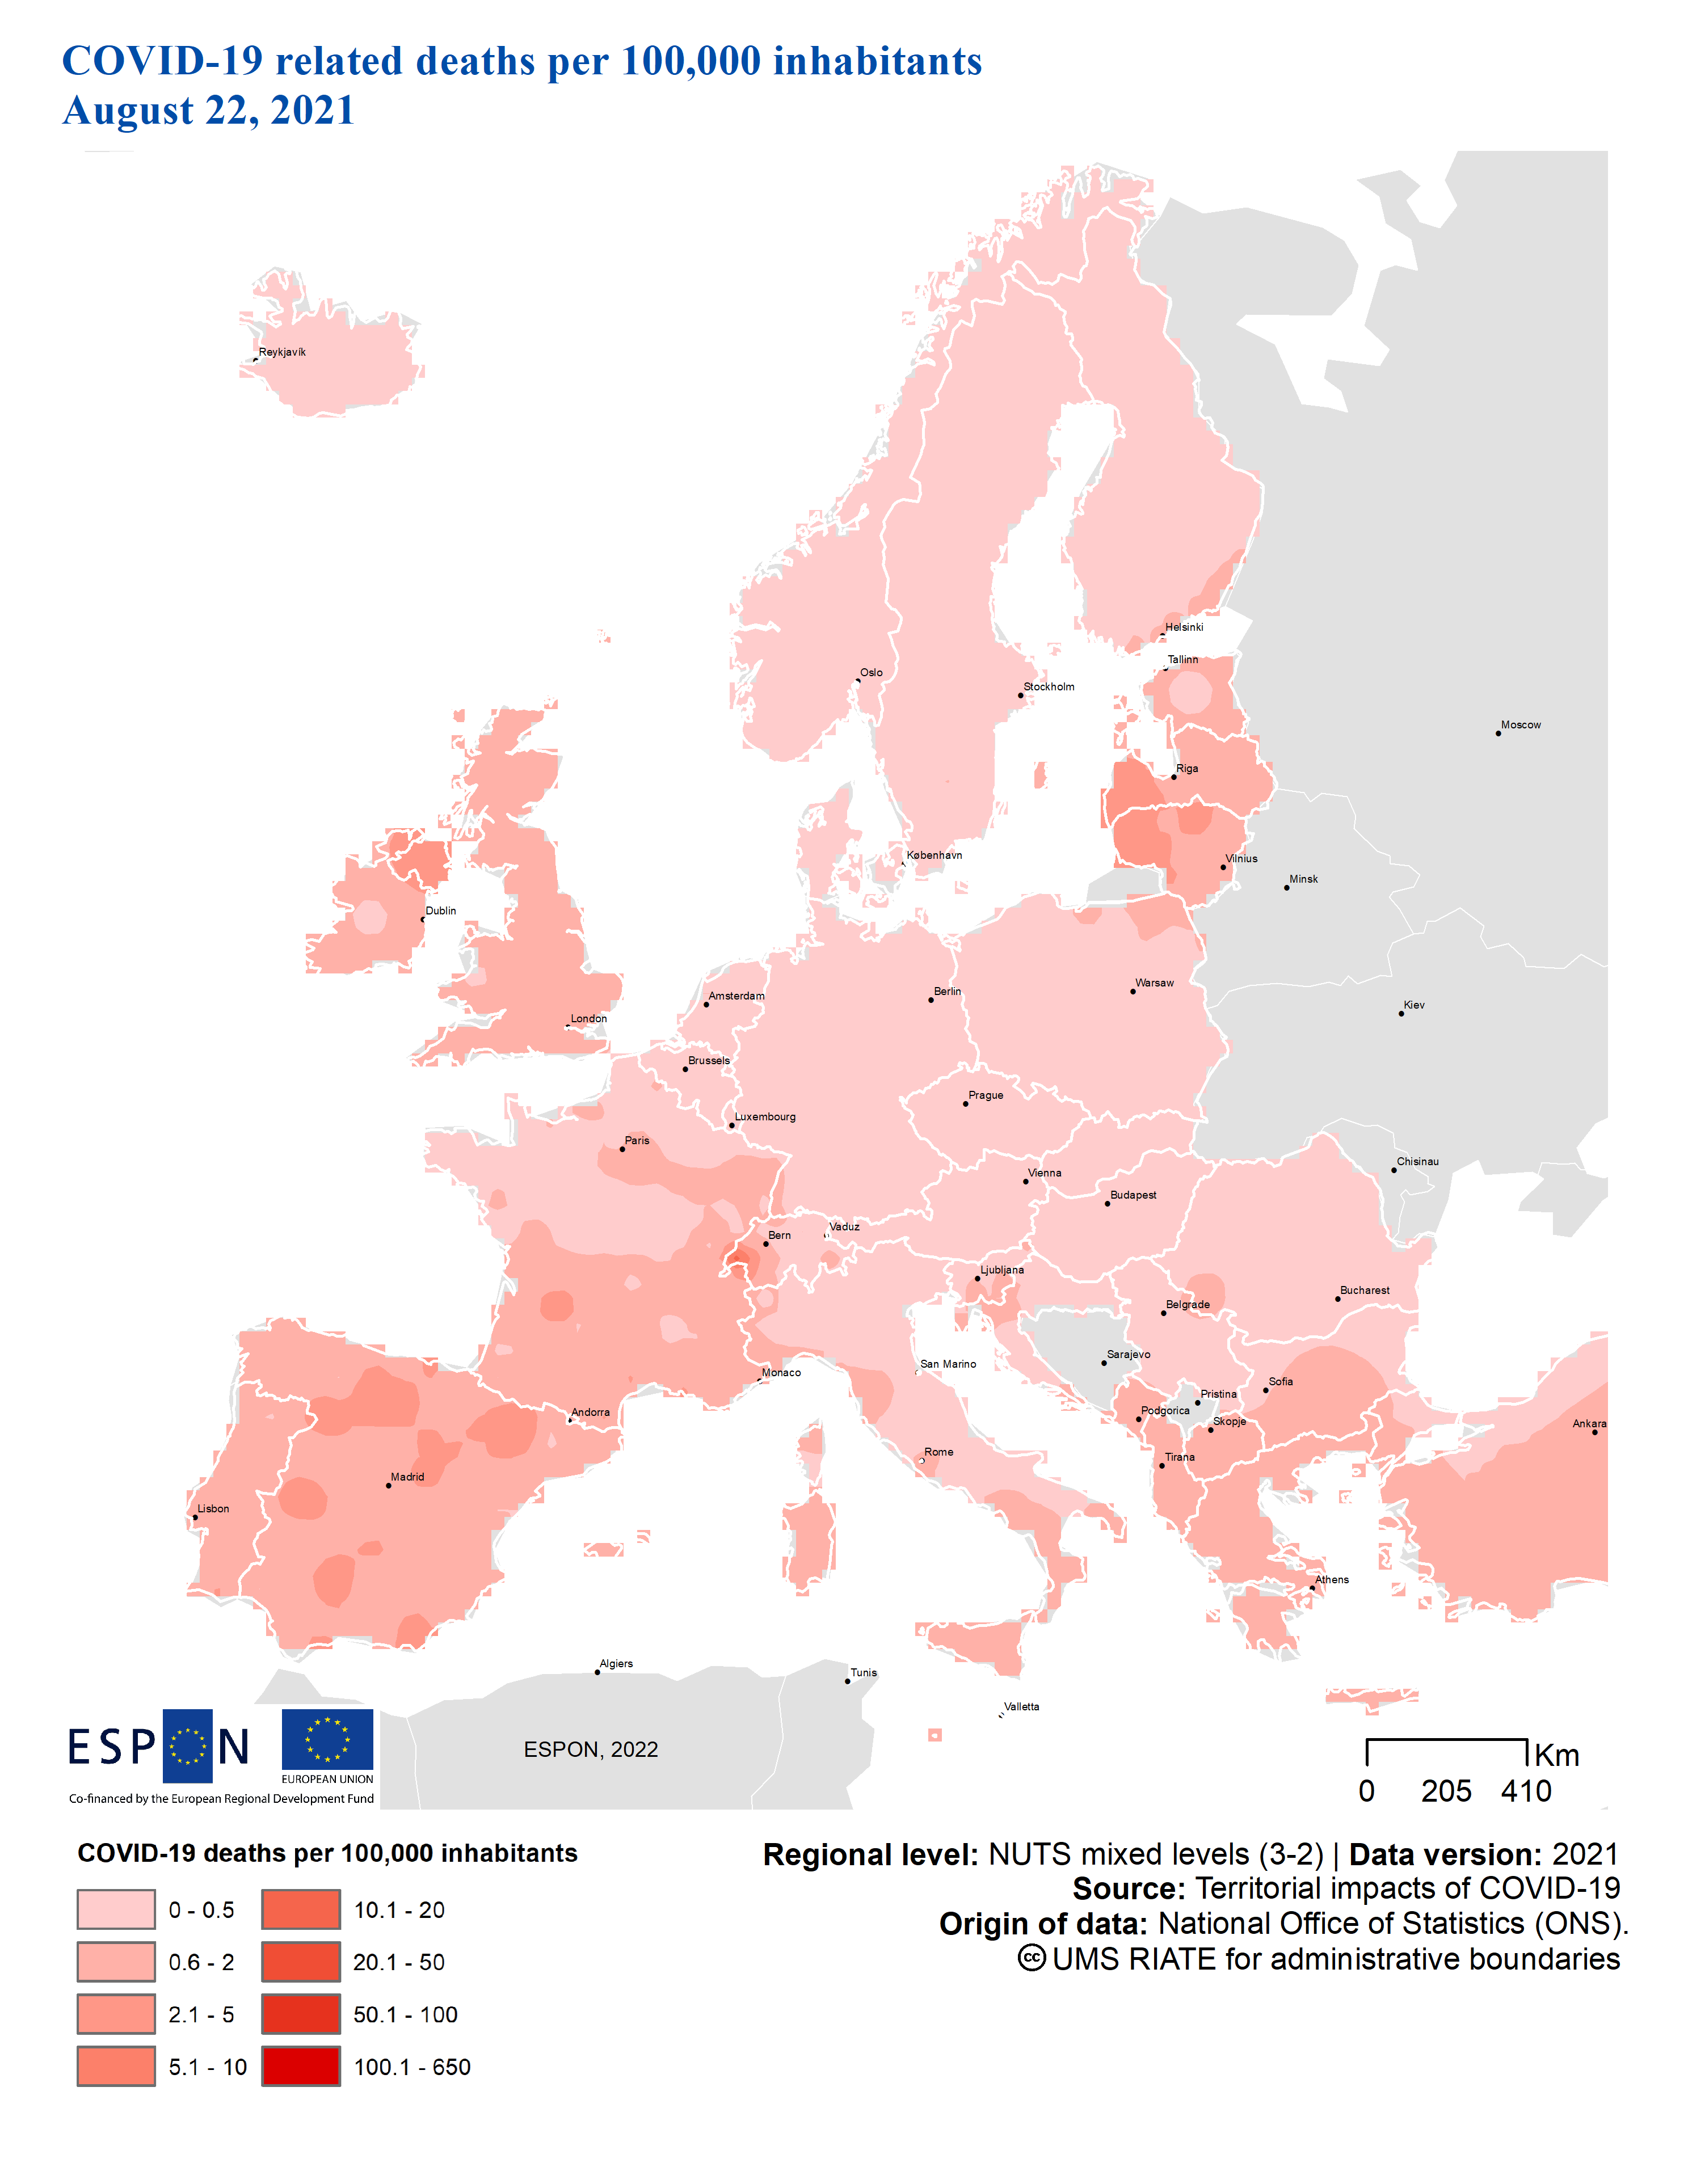 COVID-19 related deaths per 100,000 inhabitants
August 22, 2021
Reykjavík
Helsinki
Tallinn
Oslo
Stockholm
Moscow
Riga
København
Vilnius
Minsk
Dublin
Warsaw
Berlin
Amsterdam
Kiev
London
Brussels
Prague
Luxembourg
Paris
Chisinau
Vienna
Budapest
Vaduz
Bern
Ljubljana
Bucharest
Belgrade
Sarajevo
San Marino
Monaco
Sofia
Pristina
Andorra
Podgorica
Skopje
Ankara
Rome
Tirana
Madrid
Lisbon
Athens
Algiers
Tunis
Valletta
ESPON
EUROPEAN UNION
Co-financed by the European Regional Development Fund
ESPON, 2022
Km
0 205 410
COVID-19 deaths per 100,000 inhabitants
0 - 0.5
0.6 - 2
2.1 - 5
5.1 - 10
10.1 - 20
20.1 - 50
50.1 - 100
100.1 - 650
Regional level: NUTS mixed levels (3-2) | Data version: 2021
Source: Territorial impacts of COVID-19
Origin of data: National Office of Statistics (ONS).
cc UMS RIATE for administrative boundaries